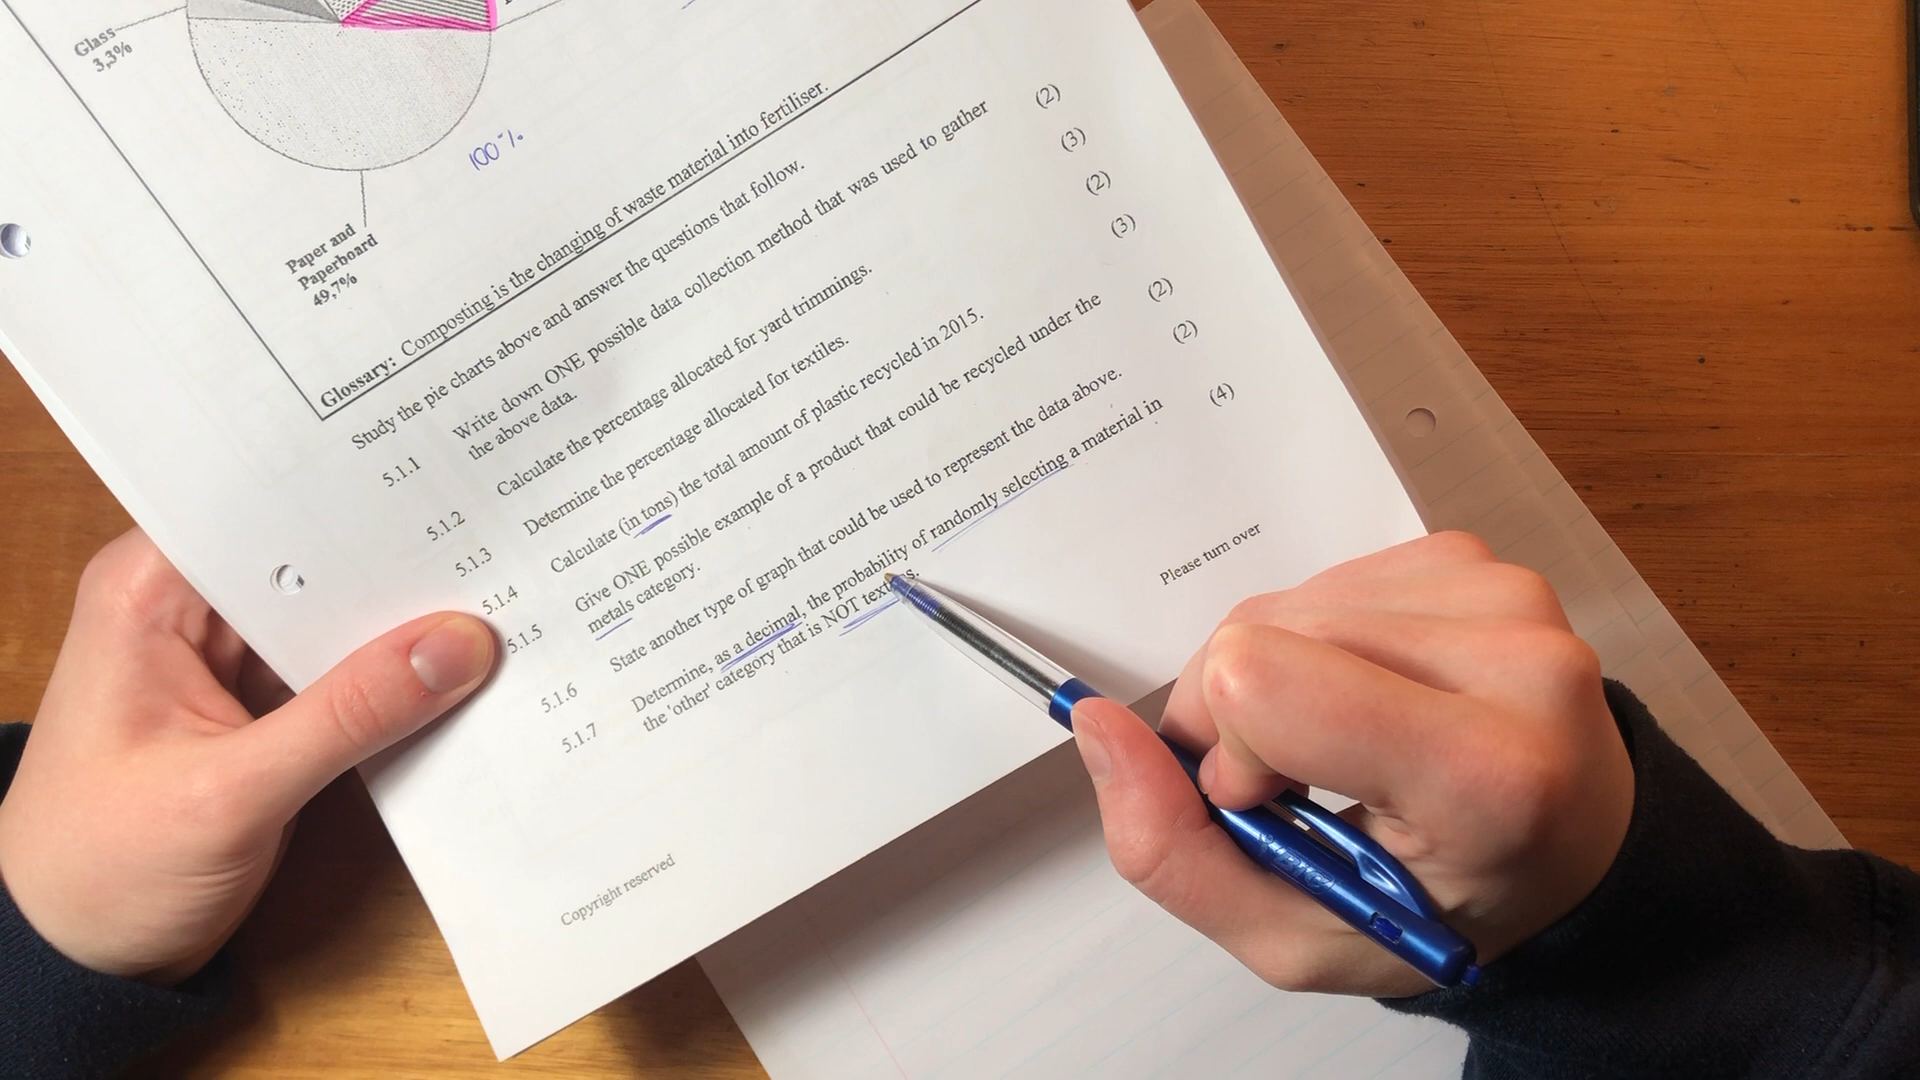 Glass
3,3%
100%
Paper and
Paperboard
49,7%
Glossary: Composting is the changing of waste material into fertiliser.
Study the pie charts above and answer the questions that follow.
5.1.1 Write down ONE possible data collection method that was used to gather
the above data. (2)
5.1.2 Calculate the percentage allocated for yard trimmings. (3)
5.1.3 Determine the percentage allocated for textiles. (2)
5.1.4 Calculate (in tons) the total amount of plastic recycled in 2015. (3)
5.1.5 Give ONE possible example of a product that could be recycled under the
metals category. (2)
5.1.6 State another type of graph that could be used to represent the data above. (2)
5.1.7 Determine, as a decimal, the probability of randomly selecting a material in
the 'other' category that is NOT textiles. (4)
Copyright reserved
Please turn over
BIC